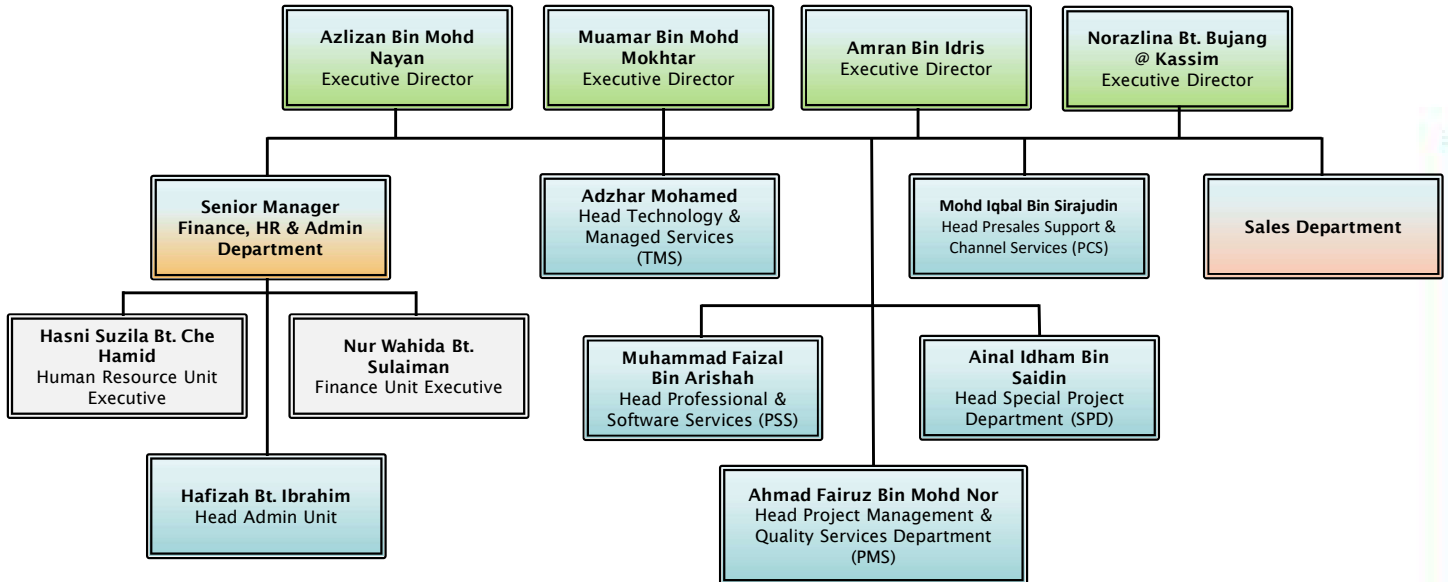 Azlizan Bin Mohd
Nayan
Executive Director
Muamar Bin Mohd
Mokhtar
Executive Director
Amran Bin Idris
Executive Director
Norazlina Bt. Bujang
@ Kassim
Executive Director
Senior Manager
Finance, HR & Admin
Department
Adzhar Mohamed
Head Technology &
Managed Services
(TMS)
Mohd Iqbal Bin Sirajudin
Head Presales Support &
Channel Services (PCS)
Sales Department
Hasni Suzila Bt. Che
Hamid
Human Resource Unit
Executive
Nur Wahida Bt.
Sulaiman
Finance Unit Executive
Muhammad Faizal
Bin Arishah
Head Professional &
Software Services (PSS)
Ainal Idham Bin
Saidin
Head Special Project
Department (SPD)
Hafizah Bt. Ibrahim
Head Admin Unit
Ahmad Fairuz Bin Mohd Nor
Head Project Management &
Quality Services Department
(PMS)